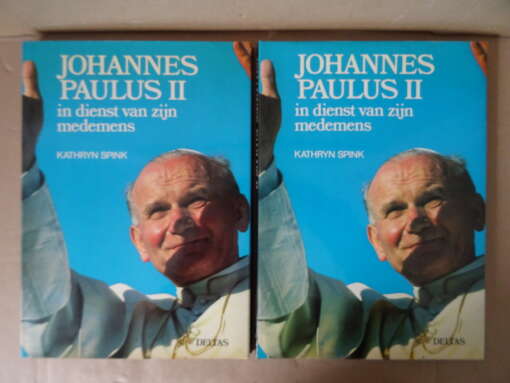 JOHANNES
PAULUS II
in dienst van zijn
medemens
KATHRYN SPINK
DELTAS
JOHANNES
PAULUS II
in dienst van zijn
medemens
KATHRYN SPINK
DELTAS